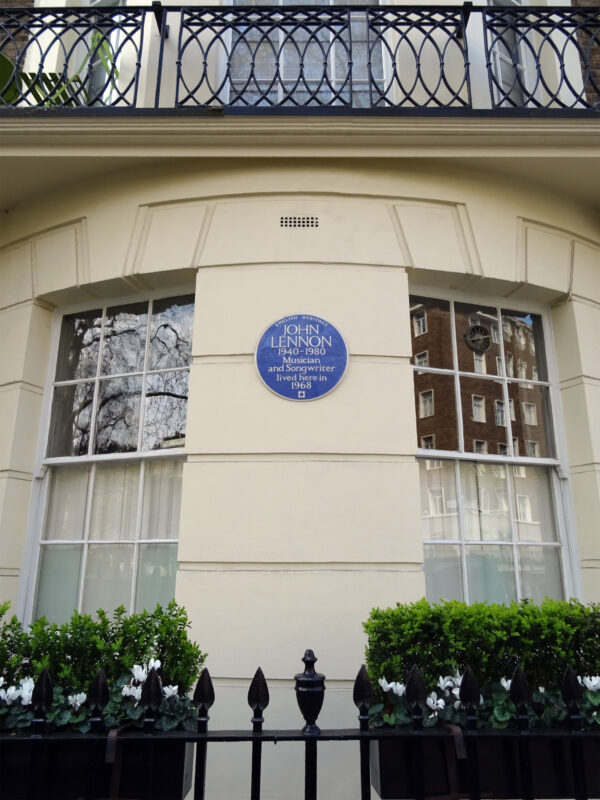 ENGLISH HERITAGE
JOHN
LENNON
1940-1980
Musician
and Songwriter
lived here in
1968